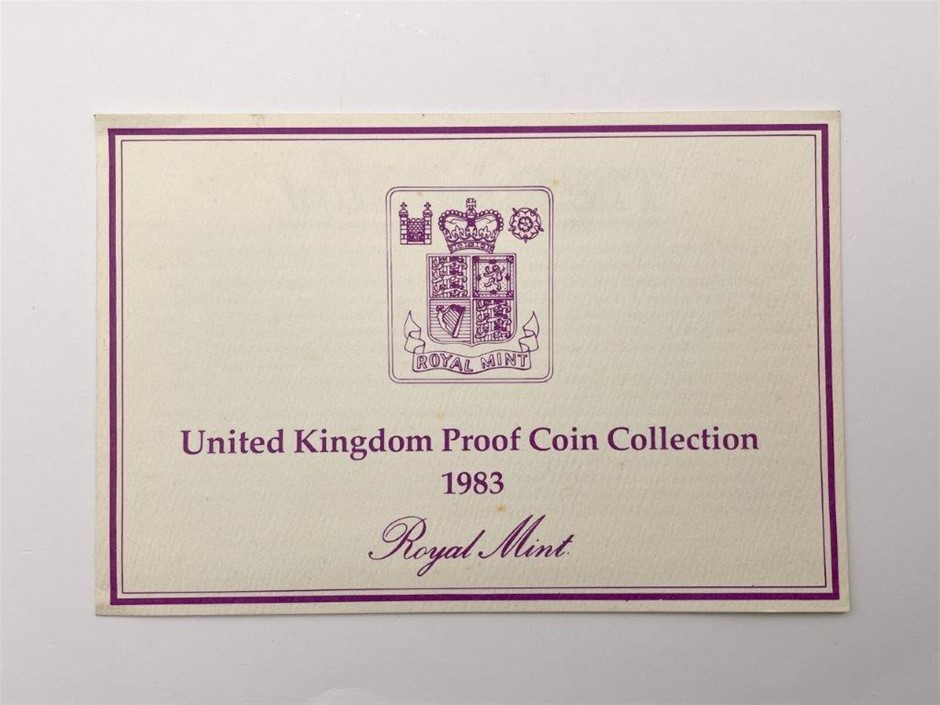 ROYAL MINT
United Kingdom Proof Coin Collection
1983
Royal Mint